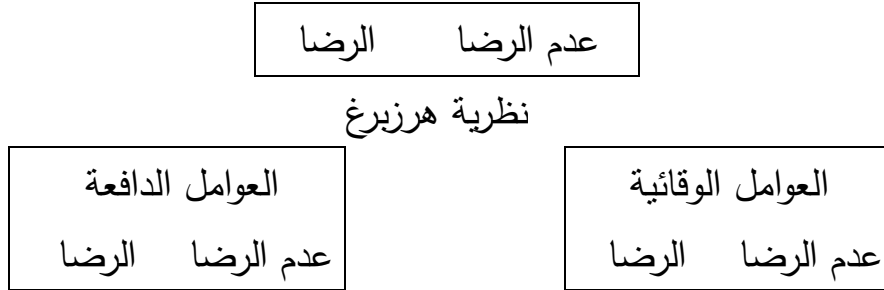 عدم الرضا الرضا
نظرية هرزبرغ
العوامل الوقائية
عدم الرضا الرضا
العوامل الدافعة
عدم الرضا الرضا